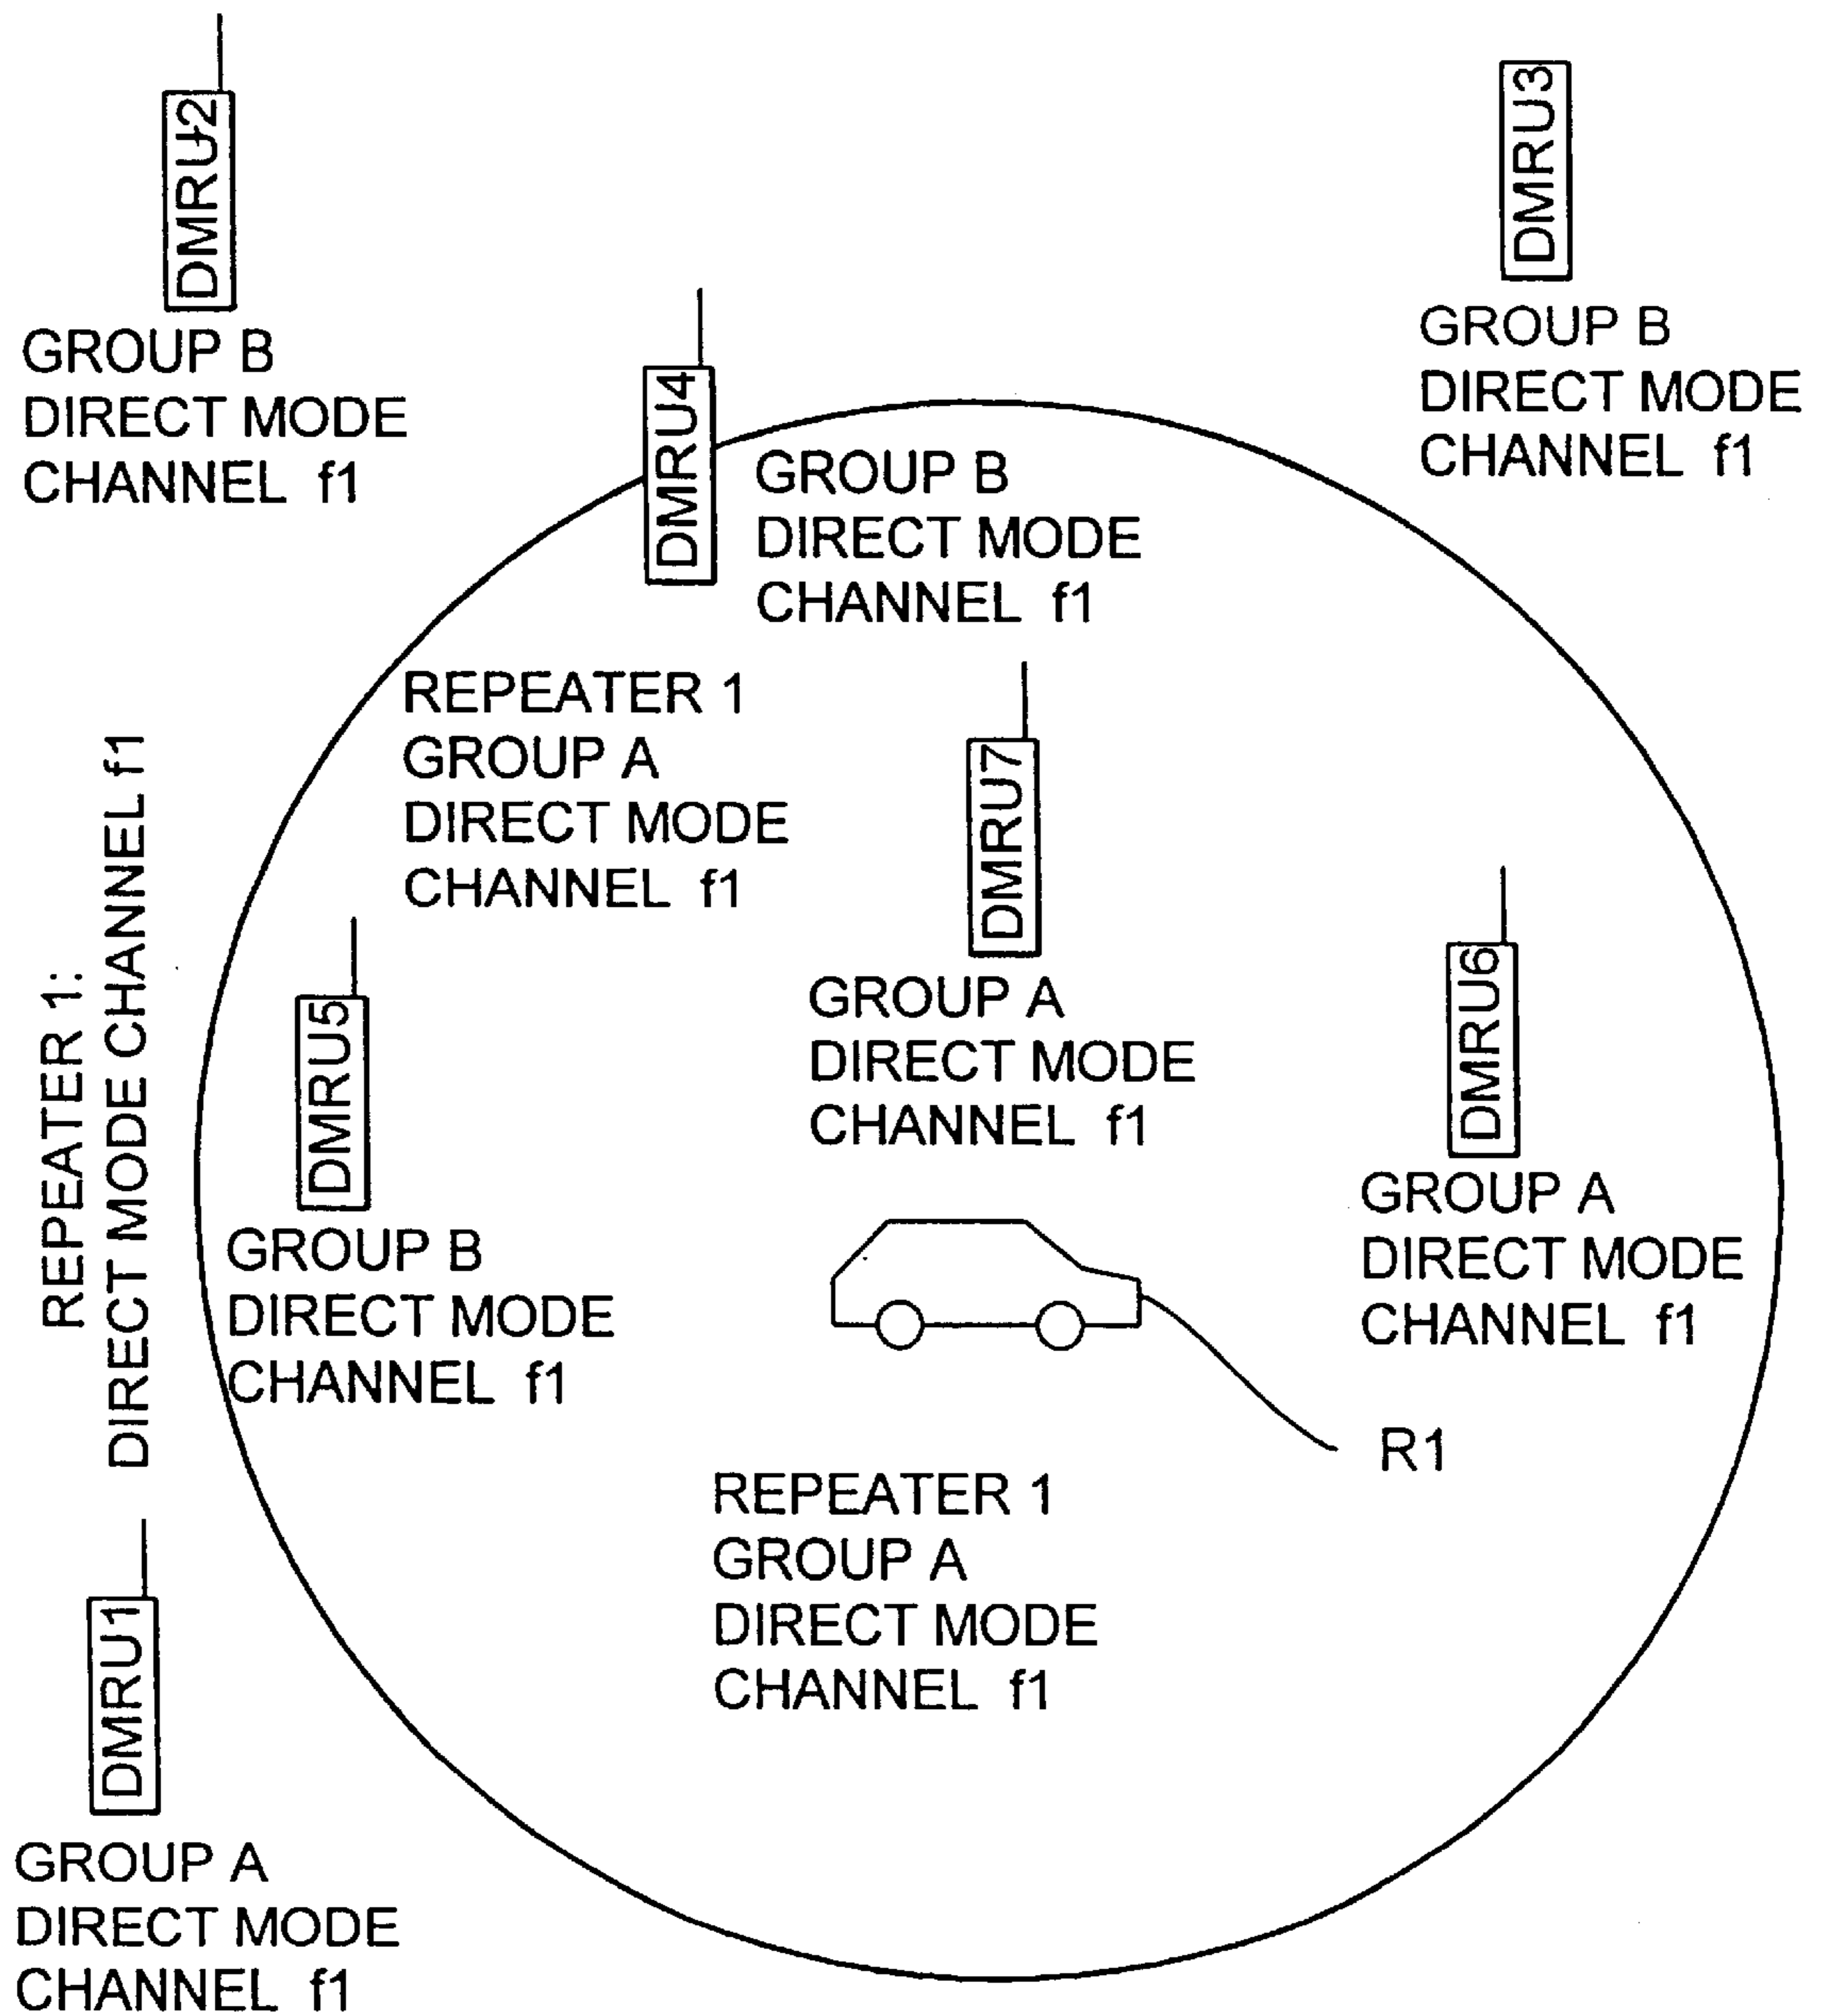 DMRU2
GROUP B
DIRECT MODE
CHANNEL f1
DMRU3
GROUP B
DIRECT MODE
CHANNEL f1
DMRU4
GROUP B
DIRECT MODE
CHANNEL f1
REPEATER 1
GROUP A
DIRECT MODE
CHANNEL f1
DMRU7
GROUP A
DIRECT MODE
CHANNEL f1
REPEATER 1:
DIRECT MODE CHANNEL f1
DMRU5
GROUP B
DIRECT MODE
CHANNEL f1
DMRU6
GROUP A
DIRECT MODE
CHANNEL f1
R1
REPEATER 1
GROUP A
DIRECT MODE
CHANNEL f1
DMRU1
GROUP A
DIRECT MODE
CHANNEL f1